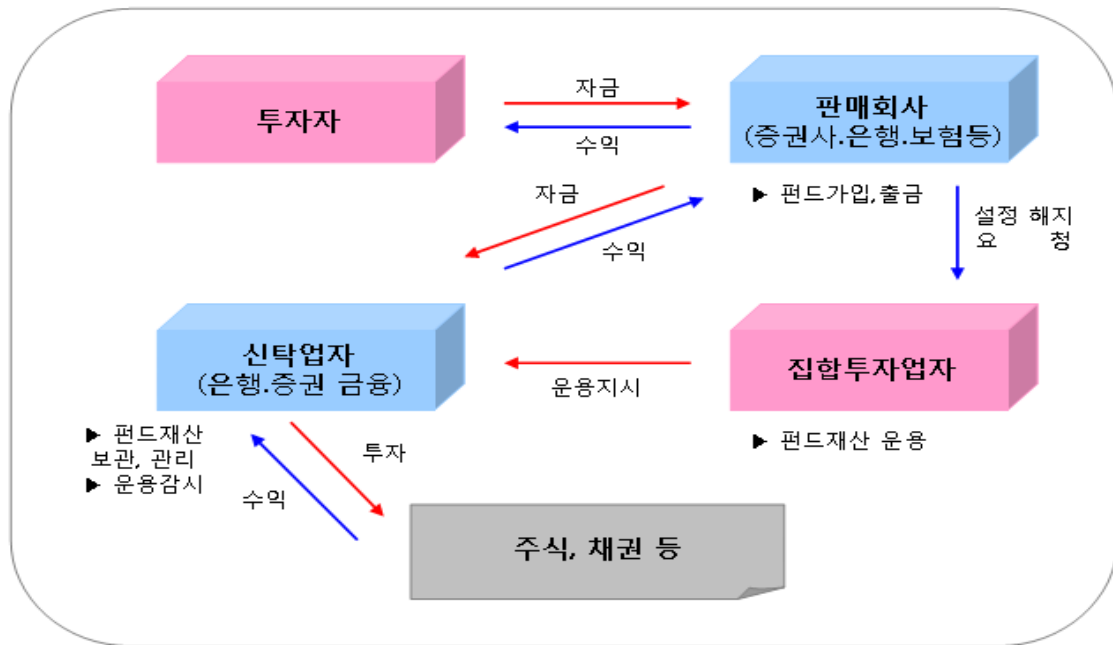 투자자
자금
수익
판매회사
(증권사.은행.보험등)
▶ 펀드가입,출금
자금
수익
설정 해지
요 청
신탁업자
(은행.증권 금융)
운용지시
집합투자업자
▶ 펀드재산
보관, 관리
▶ 운용감시
▶ 펀드재산 운용
투자
수익
주식, 채권 등